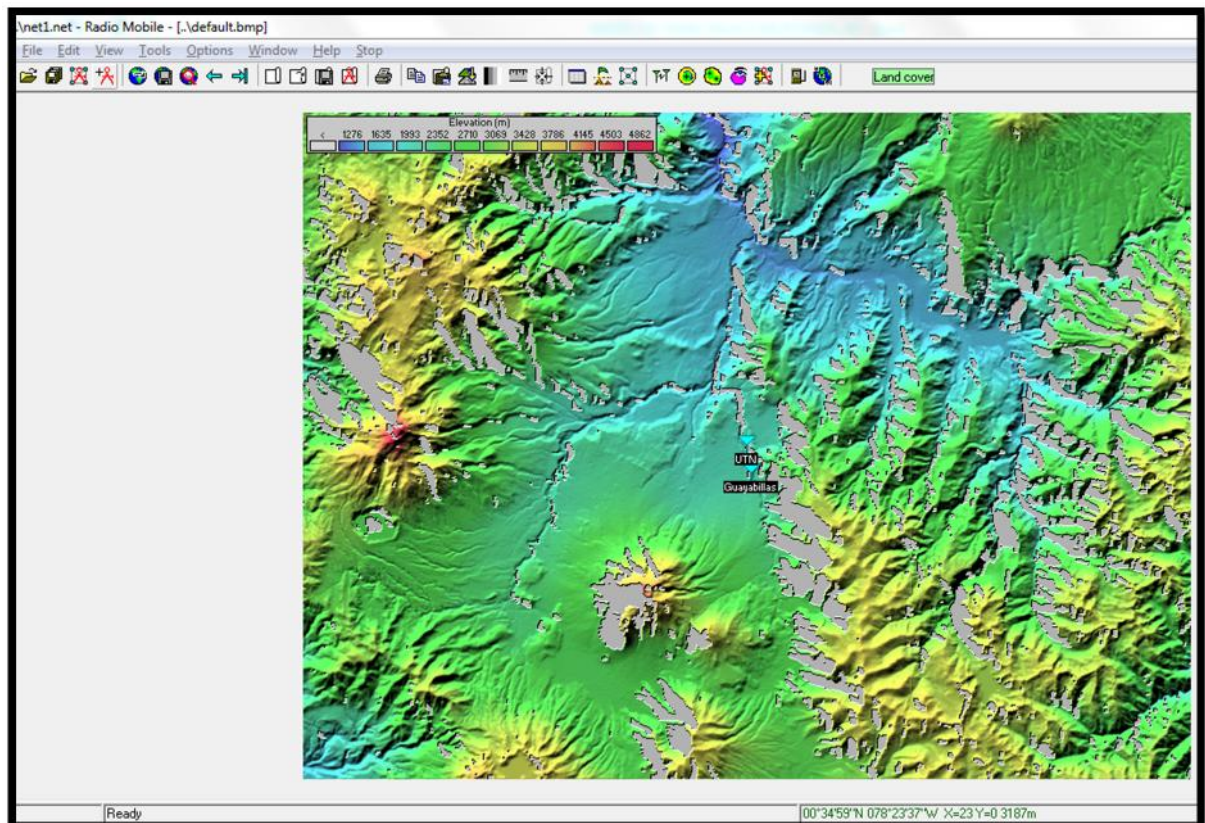 .\net1.net - Radio Mobile - [..\default.bmp]
File Edit View Tools Options Window Help Stop
Land cover
Elevation (m)
< 1276 1635 1993 2352 2710 3069 3428 3786 4145 4503 4862
UTN
Guayabillas
Ready
00°34'59"N 078°23'37"W X=23 Y=0 3187m